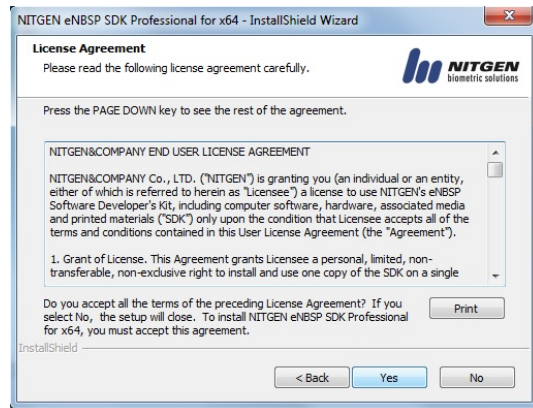 NITGEN eNBSP SDK Professional for x64 - InstallShield Wizard
License Agreement
Please read the following license agreement carefully.
NITGEN
biometric solutions
Press the PAGE DOWN key to see the rest of the agreement.
NITGEN&COMPANY END USER LICENSE AGREEMENT
NITGEN&COMPANY Co., LTD. ("NITGEN") is granting you (an individual or an entity,
either of which is referred to herein as "Licensee") a license to use NITGEN's eNBSP
Software Developer's Kit, including computer software, hardware, associated media
and printed materials ("SDK") only upon the condition that Licensee accepts all of the
terms and conditions contained in this User License Agreement (the "Agreement").
1. Grant of License. This Agreement grants Licensee a personal, limited, non-
transferable, non-exclusive right to install and use one copy of the SDK on a single
Do you accept all the terms of the preceding License Agreement? If you
select No, the setup will close. To install NITGEN eNBSP SDK Professional
for x64, you must accept this agreement.
Print
InstallShield
< Back
Yes
No